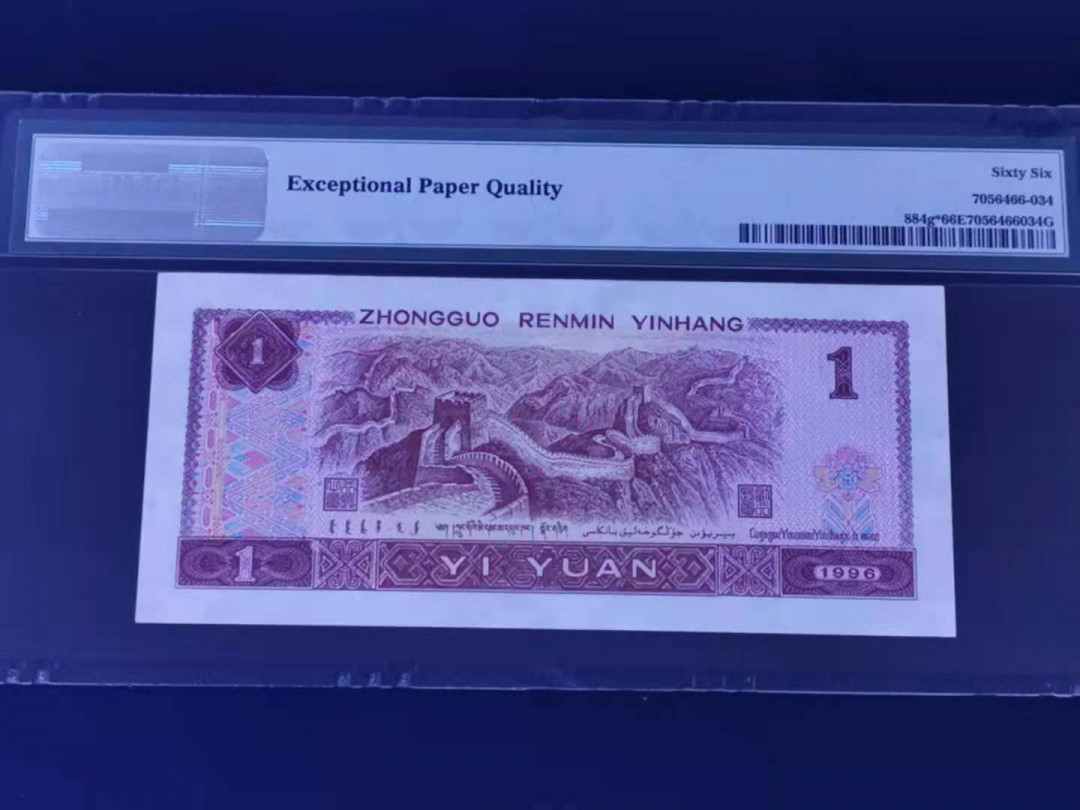 Exceptional Paper Quality
Sixty Six
7056466-034
884g*66E7056466034G
ZHONGGUO RENMIN YINHANG
1
1
1 YI YUAN 1996